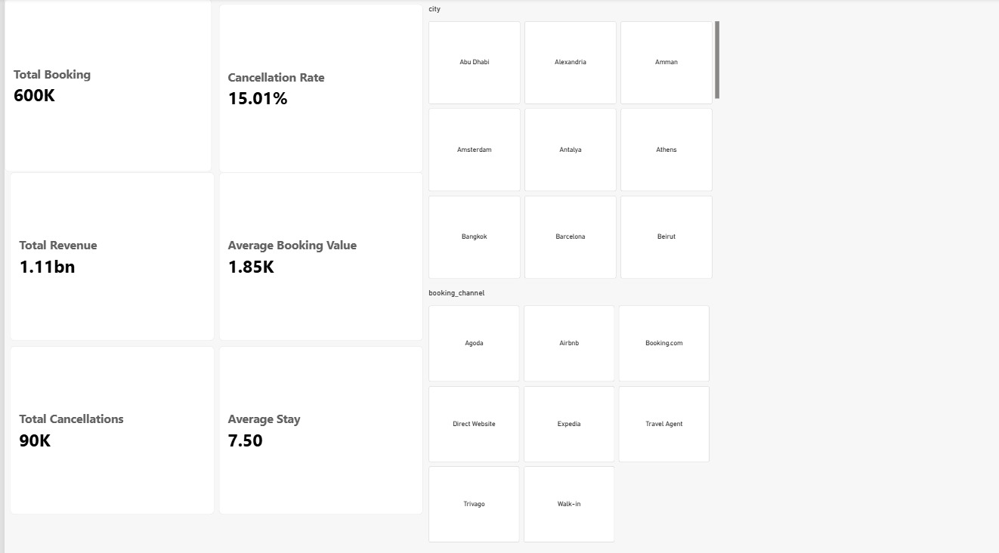 Total Booking
600K
Cancellation Rate
15.01%
Total Revenue
1.11bn
Average Booking Value
1.85K
Total Cancellations
90K
Average Stay
7.50
city
Abu Dhabi
Alexandria
Amman
Amsterdam
Antalya
Athens
Bangkok
Barcelona
Beirut
booking_channel
Agoda
Airbnb
Booking.com
Direct Website
Expedia
Travel Agent
Trivago
Walk-in